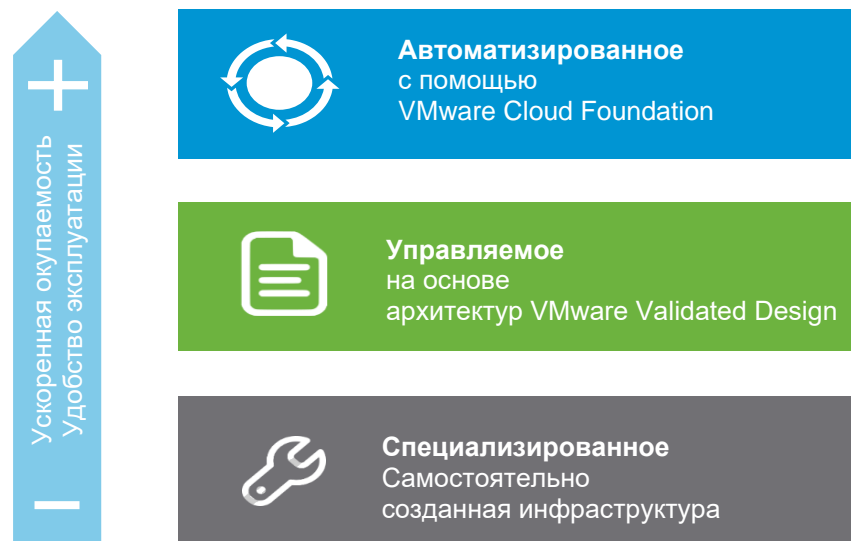 Ускоренная окупаемость
Удобство эксплуатации
Автоматизированное
с помощью
VMware Cloud Foundation
Управляемое
на основе
архитектур VMware Validated Design
Специализированное
Самостоятельно
созданная инфраструктура